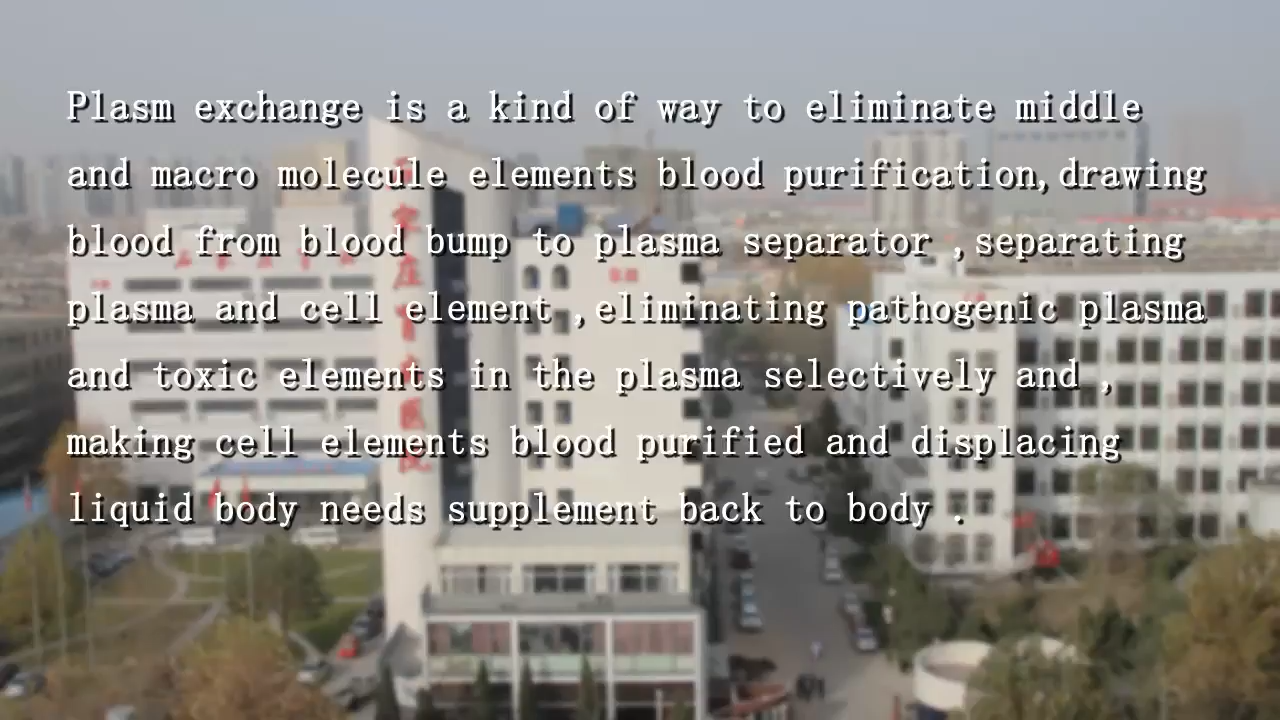 Plasm exchange is a kind of way to eliminate middle
and macro molecule elements blood purification,drawing
blood from blood bump to plasma separator ,separating
plasma and cell element ,eliminating pathogenic plasma
and toxic elements in the plasma selectively and ,
making cell elements blood purified and displacing
liquid body needs supplement back to body .